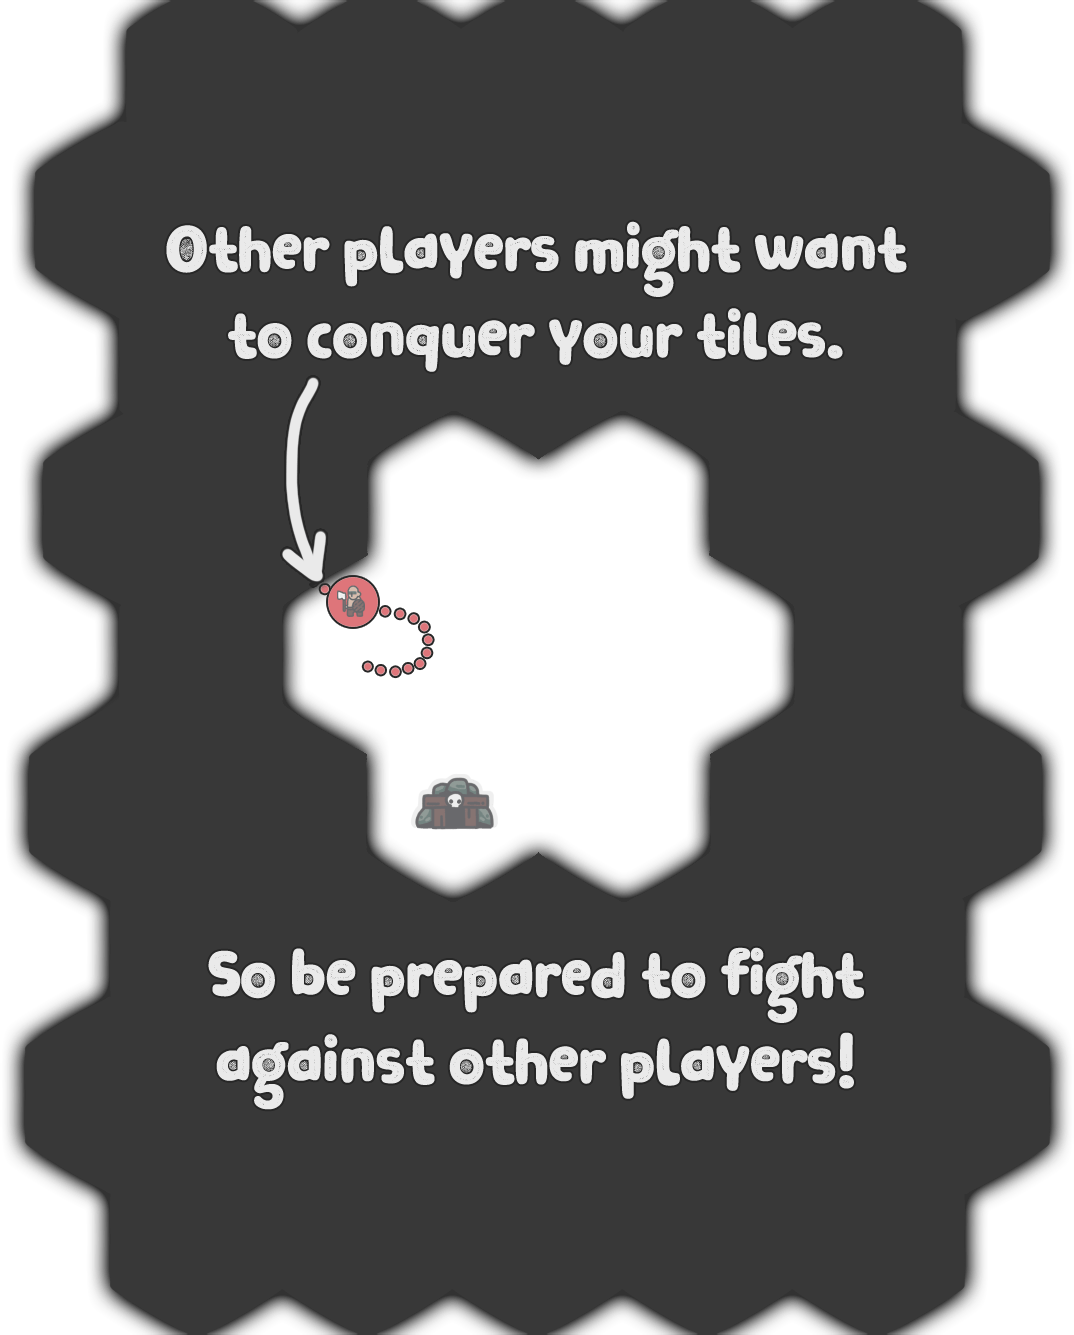 Other players might want
to conquer your tiles.
So be prepared to fight
against other players!